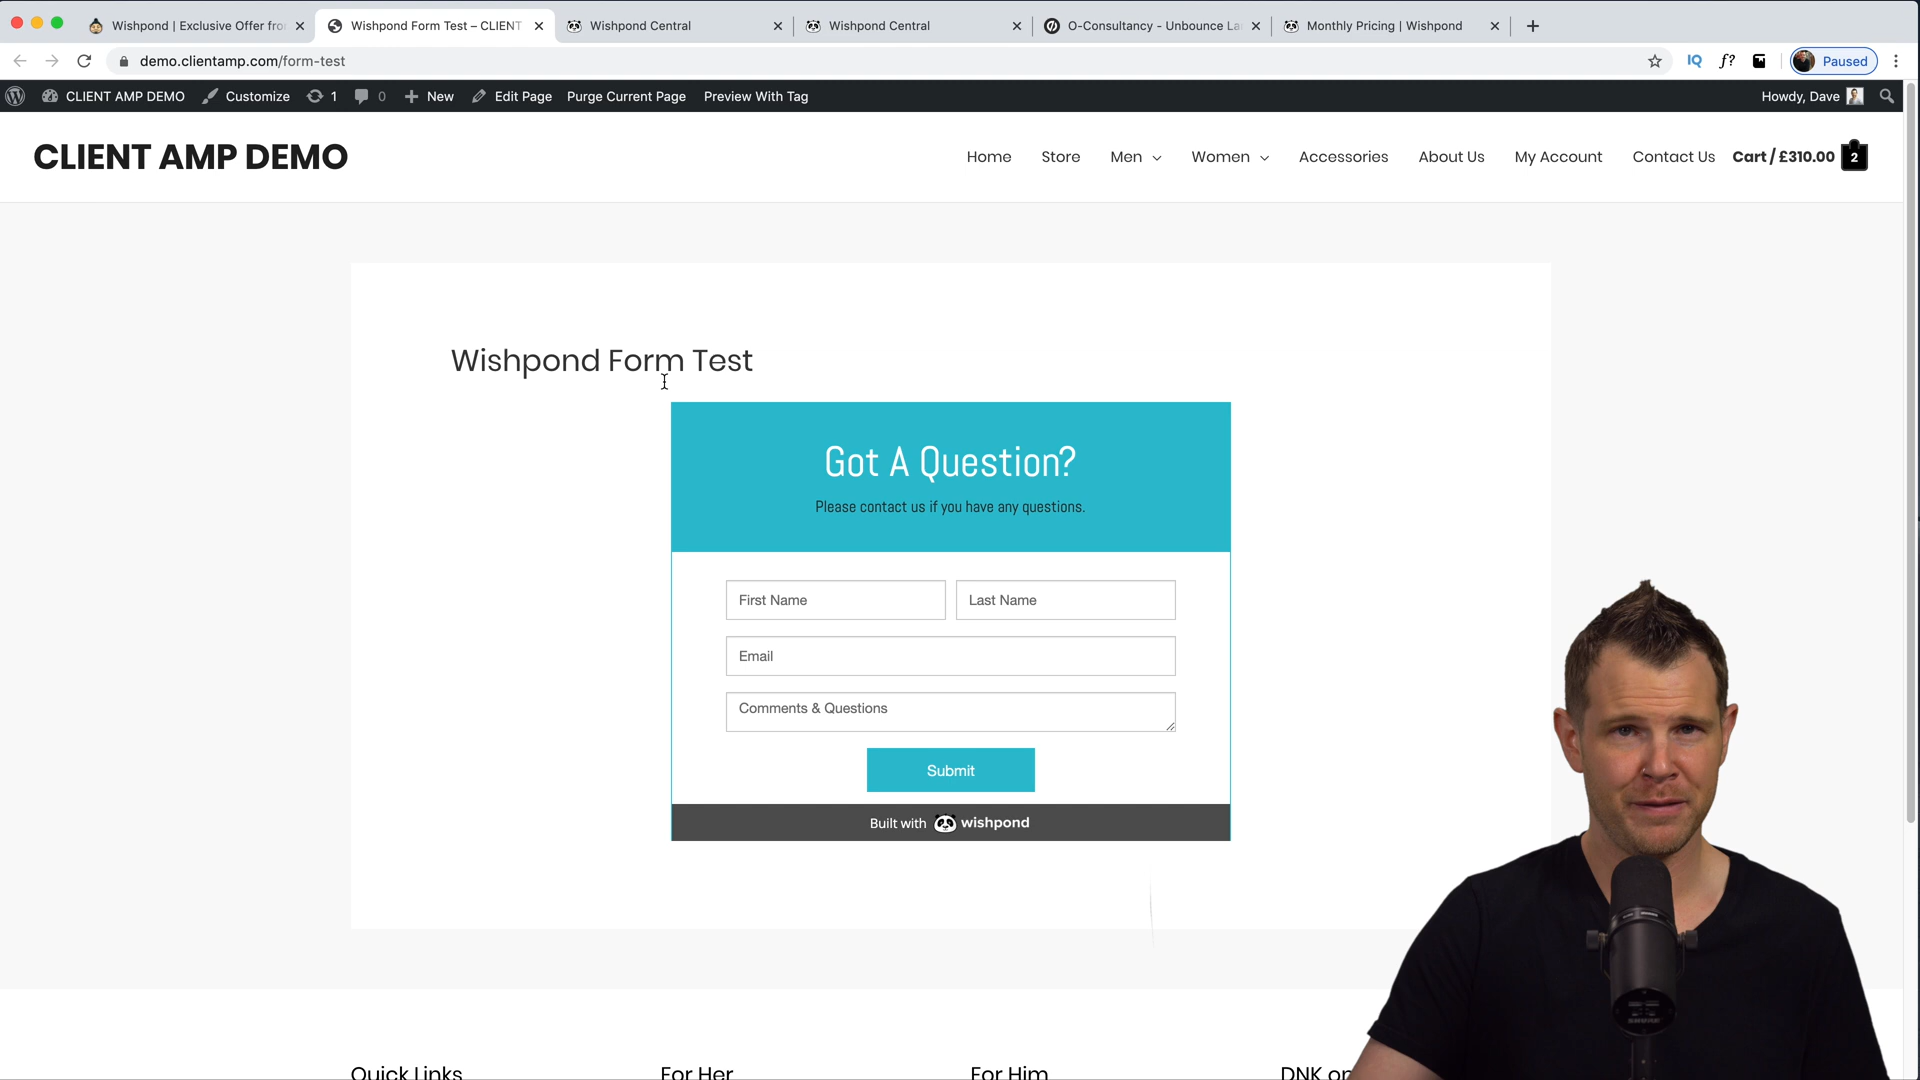 Wishpond | Exclusive Offer fro
Wishpond Form Test – CLIENT
Wishpond Central
Wishpond Central
O-Consultancy - Unbounce La
Monthly Pricing | Wishpond
demo.clientamp.com/form-test
IQ
f?
Paused
CLIENT AMP DEMO
Customize
1
0
New
Edit Page
Purge Current Page
Preview With Tag
Howdy, Dave
CLIENT AMP DEMO
Home
Store
Men
Women
Accessories
About Us
My Account
Contact Us
Cart / £310.00
2
Wishpond Form Test
Got A Question?
Please contact us if you have any questions.
First Name
Last Name
Email
Comments & Questions
Submit
Built with wishpond
Quick Links
For Her
For Him
DNK on